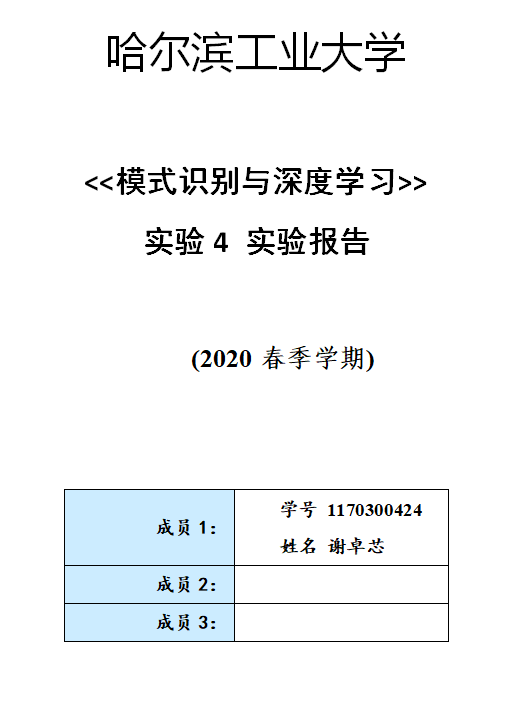 哈尔滨工业大学
<<模式识别与深度学习>>
实验 4 实验报告
(2020 春季学期)
成员 1：
学号 1170300424
姓名 谢卓芯
成员 2：
成员 3：